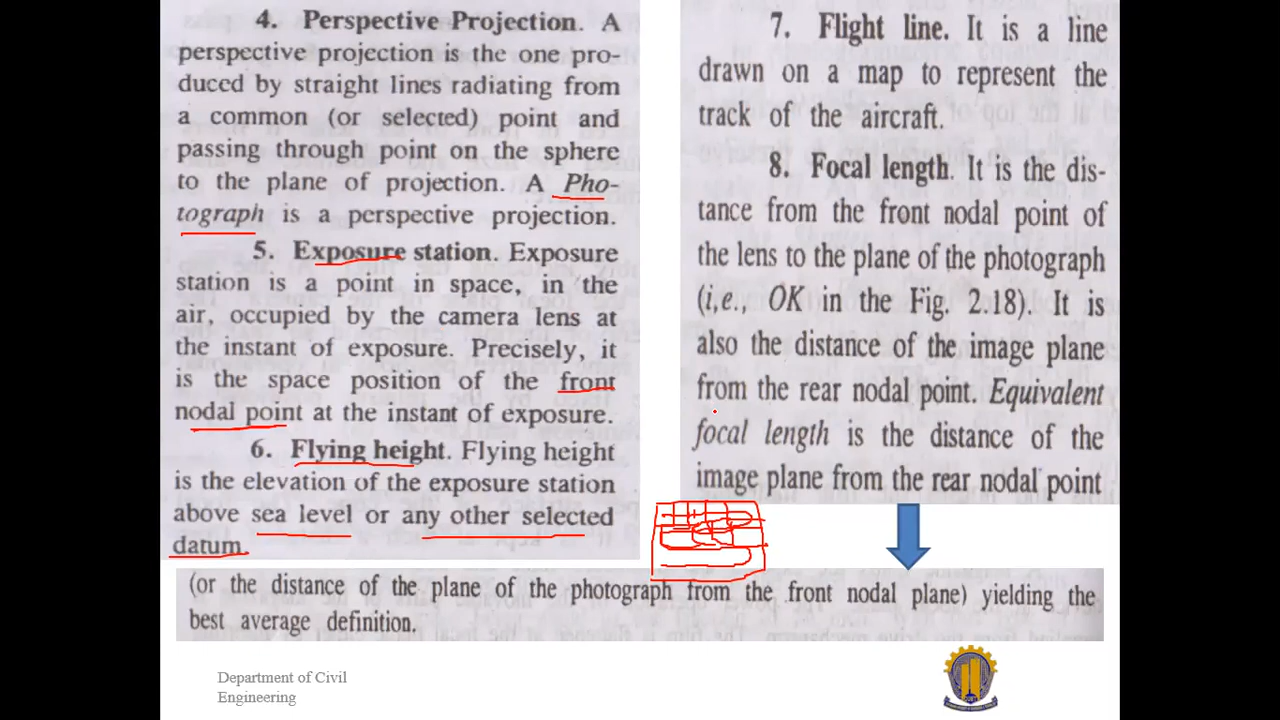 4. Perspective Projection. A
perspective projection is the one pro-
duced by straight lines radiating from
a common (or selected) point and
passing through point on the sphere
to the plane of projection. A Pho-
tograph is a perspective projection.
5. Exposure station. Exposure
station is a point in space, in the
air, occupied by the camera lens at
the instant of exposure. Precisely, it
is the space position of the front
nodal point at the instant of exposure.
6. Flying height. Flying height
is the elevation of the exposure station
above sea level or any other selected
datum.
7. Flight line. It is a line
drawn on a map to represent the
track of the aircraft.
8. Focal length. It is the dis-
tance from the front nodal point of
the lens to the plane of the photograph
(i,e., OK in the Fig. 2.18). It is
also the distance of the image plane
from the rear nodal point. Equivalent
focal length is the distance of the
image plane from the rear nodal point
(or the distance of the plane of the photograph from the front nodal plane) yielding the
best average definition.
Department of Civil
Engineering